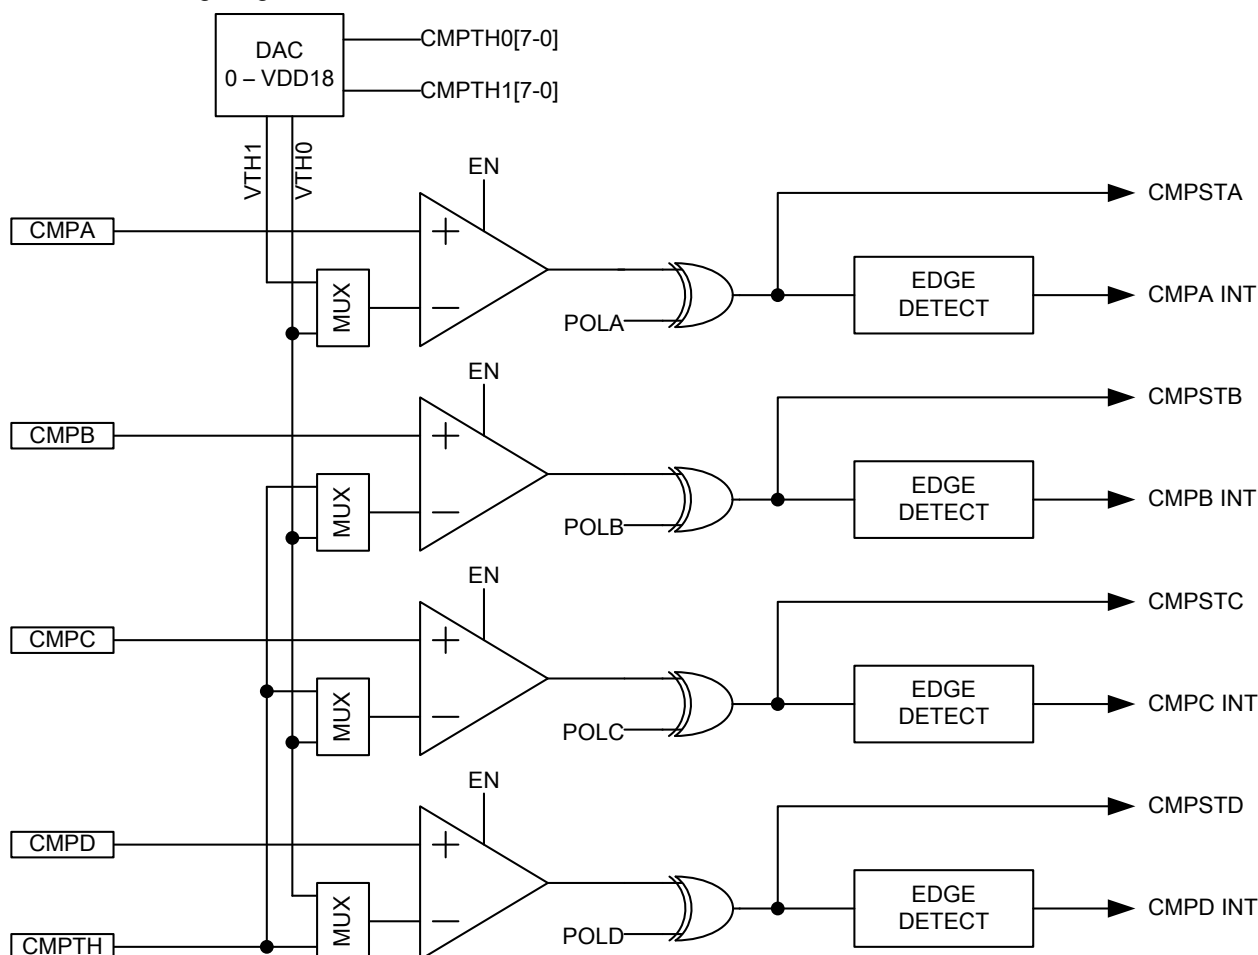 DAC
0 – VDD18
CMPTH0[7-0]
CMPTH1[7-0]
VTH1
VTH0
EN
CMPA
MUX
POLA
CMPSTA
EDGE
DETECT
CMPA INT
EN
CMPB
MUX
POLB
CMPSTB
EDGE
DETECT
CMPB INT
EN
CMPC
MUX
POLC
CMPSTC
EDGE
DETECT
CMPC INT
EN
CMPD
MUX
POLD
CMPSTD
EDGE
DETECT
CMPD INT
CMPTH